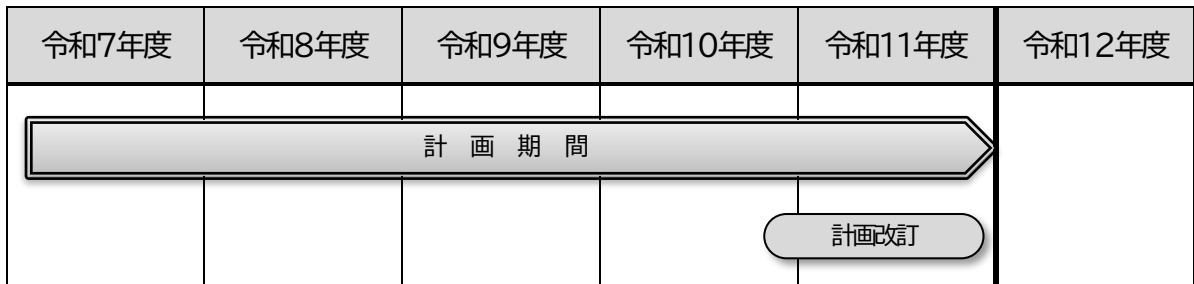 令和7年度 令和8年度 令和9年度 令和10年度 令和11年度 令和12年度
計 画 期 間
計画改訂